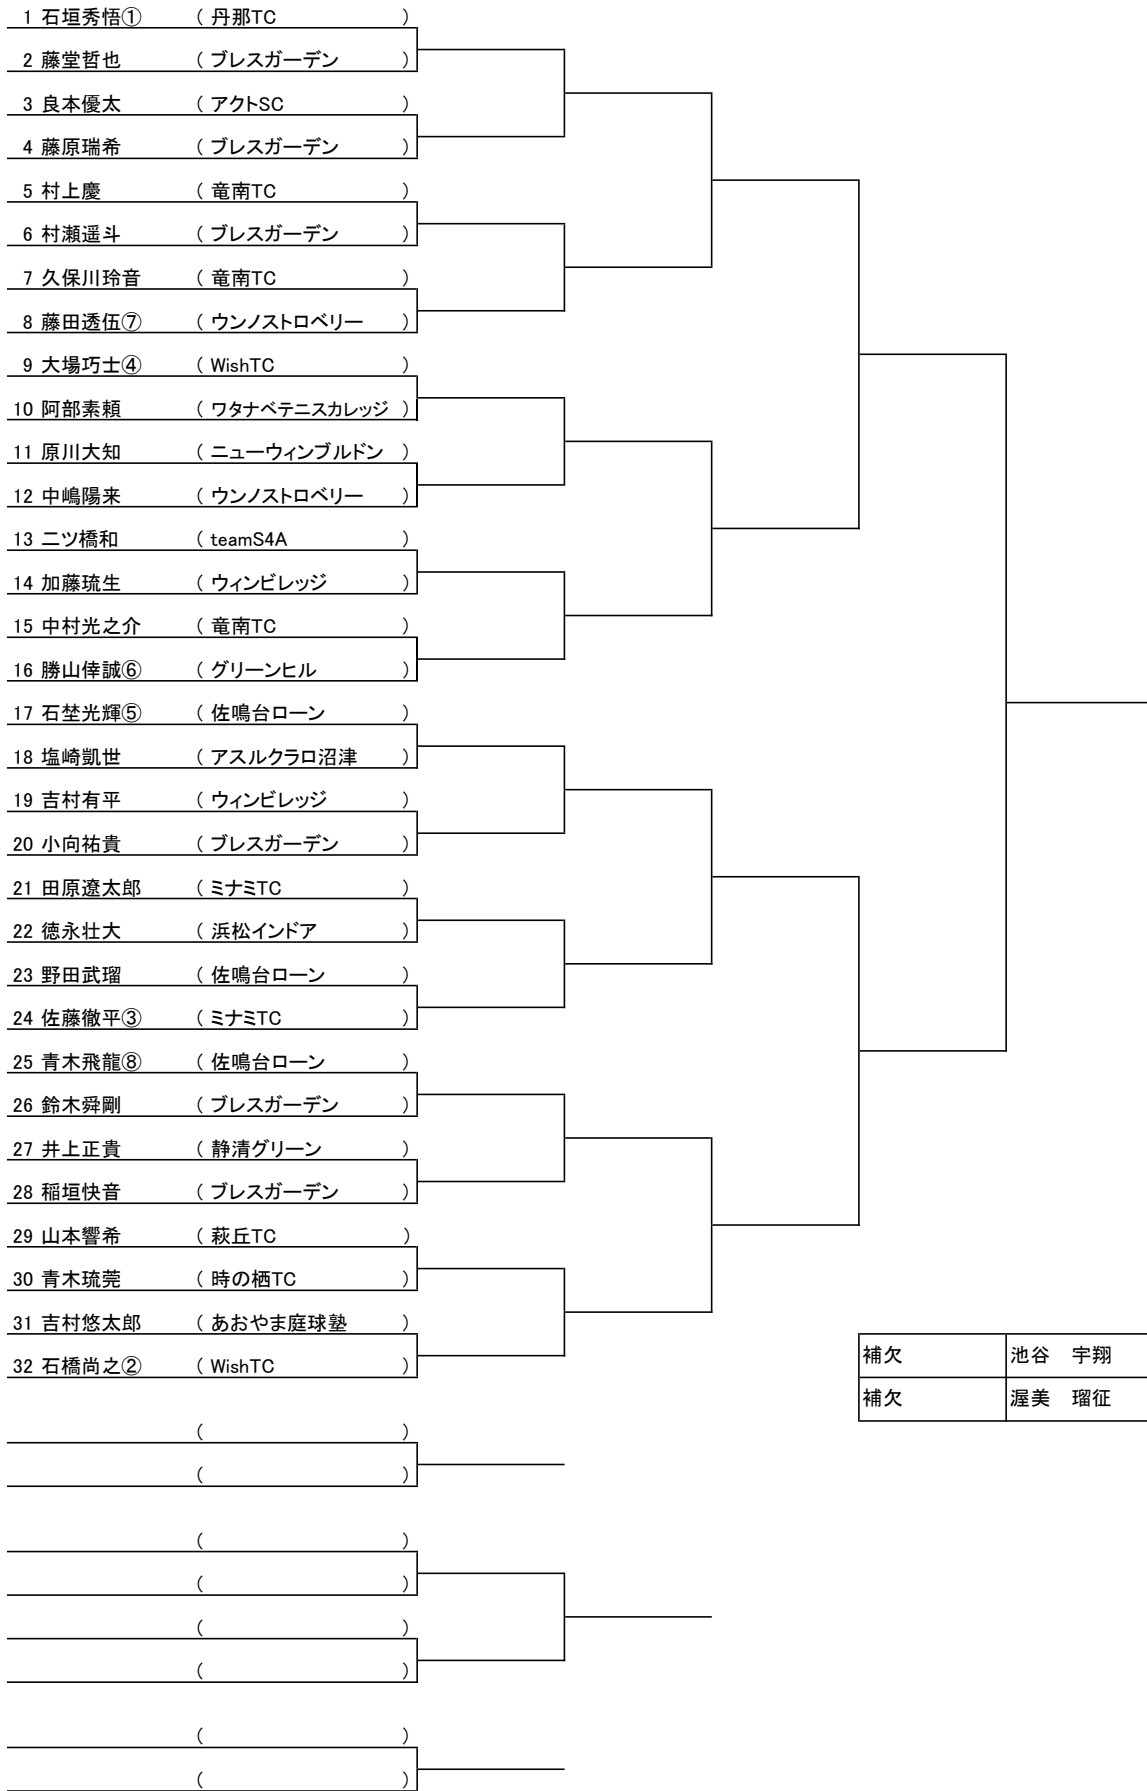 1 石垣秀悟① ( 丹那TC )
2 藤堂哲也 ( ブレスガーデン )
3 良本優太 ( アクトSC )
4 藤原瑞希 ( ブレスガーデン )
5 村上慶 ( 竜南TC )
6 村瀬遥斗 ( ブレスガーデン )
7 久保川玲音 ( 竜南TC )
8 藤田透伍⑦ ( ウンノストロベリー )
9 大場巧士④ ( WishTC )
10 阿部素頼 ( ワタナベテニスカレッジ )
11 原川大知 ( ニューウィンブルドン )
12 中嶋陽来 ( ウンノストロベリー )
13 二ツ橋和 ( teamS4A )
14 加藤琉生 ( ウィンビレッジ )
15 中村光之介 ( 竜南TC )
16 勝山倖誠⑥ ( グリーンヒル )
17 石埜光輝⑤ ( 佐鳴台ローン )
18 塩崎凱世 ( アスルクラロ沼津 )
19 吉村有平 ( ウィンビレッジ )
20 小向祐貴 ( ブレスガーデン )
21 田原遼太郎 ( ミナミTC )
22 徳永壮大 ( 浜松インドア )
23 野田武瑠 ( 佐鳴台ローン )
24 佐藤徹平③ ( ミナミTC )
25 青木飛龍⑧ ( 佐鳴台ローン )
26 鈴木舜剛 ( ブレスガーデン )
27 井上正貴 ( 静清グリーン )
28 稲垣快音 ( ブレスガーデン )
29 山本響希 ( 萩丘TC )
30 青木琉莞 ( 時の栖TC )
31 吉村悠太郎 ( あおやま庭球塾 )
32 石橋尚之② ( WishTC )
補欠 池谷 宇翔
補欠 渥美 瑠征
( )
( )
( )
( )
( )
( )
( )
( )